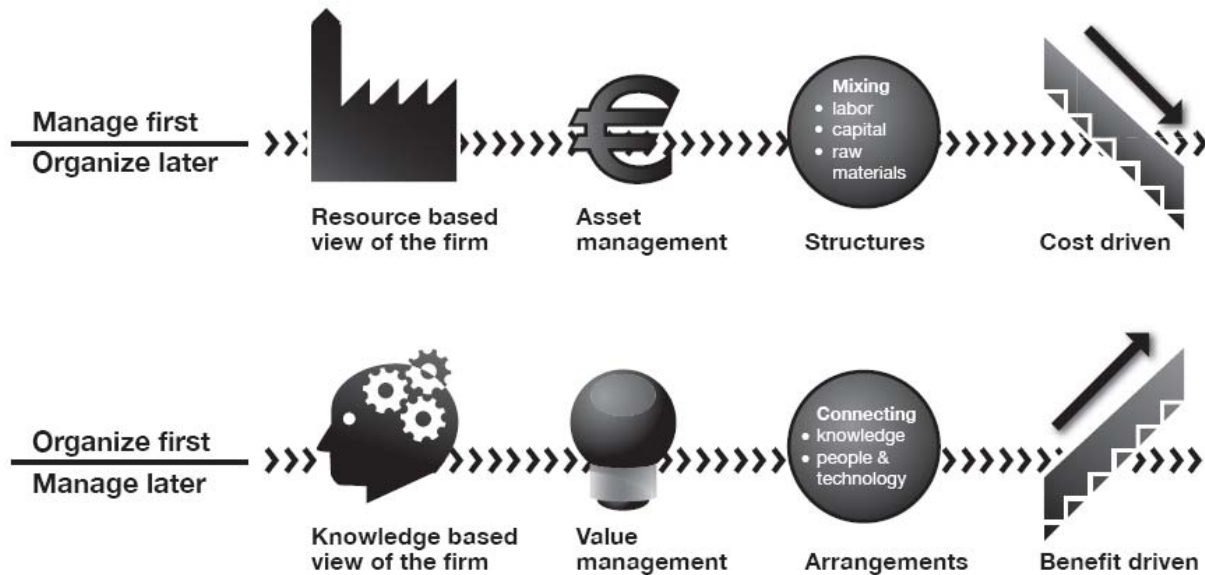 Manage first
Organize later
Resource based
view of the firm
Asset
management
Mixing
• labor
• capital
• raw
materials
Structures
Cost driven
Organize first
Manage later
Knowledge based
view of the firm
Value
management
Connecting
• knowledge
• people &
technology
Arrangements
Benefit driven